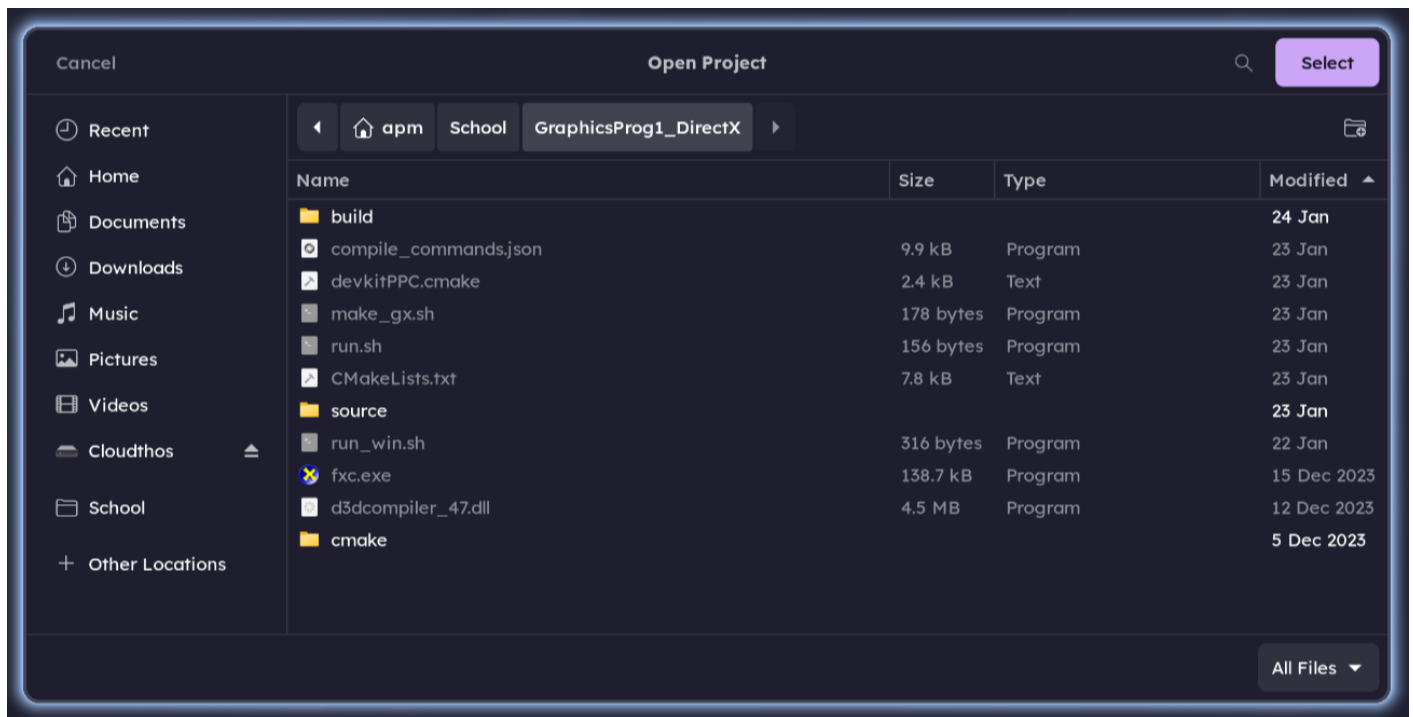 Cancel
Open Project
Select
Recent
Home
Documents
Downloads
Music
Pictures
Videos
Cloudthos
School
Other Locations
apm School GraphicsProg1_DirectX
Name Size Type Modified
build 24 Jan
compile_commands.json 9.9 kB Program 23 Jan
devkitPPC.cmake 2.4 kB Text 23 Jan
make_gx.sh 178 bytes Program 23 Jan
run.sh 156 bytes Program 23 Jan
CMakeLists.txt 7.8 kB Text 23 Jan
source 23 Jan
run_win.sh 316 bytes Program 22 Jan
fxc.exe 138.7 kB Program 15 Dec 2023
d3dcompiler_47.dll 4.5 MB Program 12 Dec 2023
cmake 5 Dec 2023
All Files